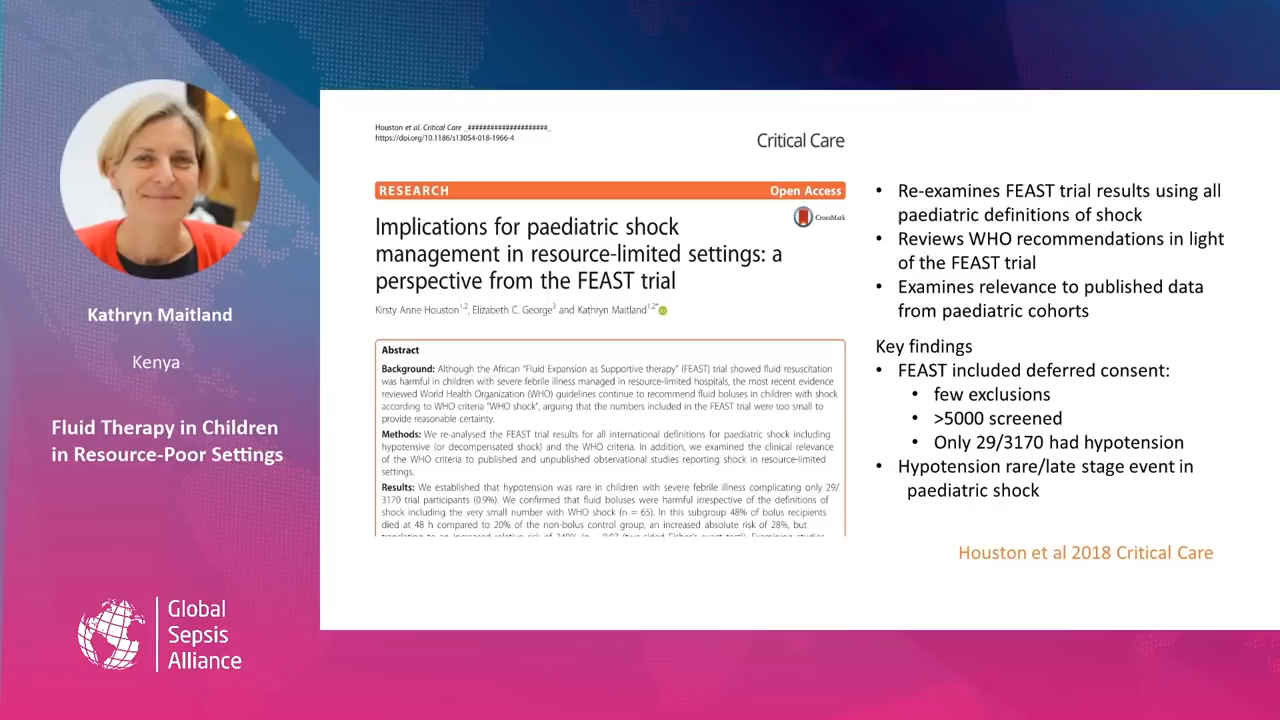 Kathryn Maitland
Kenya
Fluid Therapy in Children
in Resource-Poor Settings
Global
Sepsis
Alliance
Houston et al. Critical Care _####################_
https://doi.org/10.1186/s13054-018-1966-4
Critical Care
RESEARCH
Open Access
CrossMark
Implications for paediatric shock
management in resource-limited settings: a
perspective from the FEAST trial
Kirsty Anne Houston1,2, Elizabeth C. George3 and Kathryn Maitland1,2*
Abstract
Background: Although the African "Fluid Expansion as Supportive therapy" (FEAST) trial showed fluid resuscitation
was harmful in children with severe febrile illness managed in resource-limited hospitals, the most recent evidence
reviewed World Health Organization (WHO) guidelines continue to recommend fluid boluses in children with shock
according to WHO criteria "WHO shock", arguing that the numbers included in the FEAST trial were too small to
provide reasonable certainty.
Methods: We re-analysed the FEAST trial results for all international definitions for paediatric shock including
hypotensive (or decompensated shock) and the WHO criteria. In addition, we examined the clinical relevance
of the WHO criteria to published and unpublished observational studies reporting shock in resource-limited
settings.
Results: We established that hypotension was rare in children with severe febrile illness complicating only 29/
3170 trial participants (0.9%). We confirmed that fluid boluses were harmful irrespective of the definitions of
shock including the very small number with WHO shock (n = 65). In this subgroup 48% of bolus recipients
died at 48 h compared to 20% of the non-bolus control group, an increased absolute risk of 28%, but
• Re-examines FEAST trial results using all
paediatric definitions of shock
• Reviews WHO recommendations in light
of the FEAST trial
• Examines relevance to published data
from paediatric cohorts
Key findings
• FEAST included deferred consent:
• few exclusions
• >5000 screened
• Only 29/3170 had hypotension
• Hypotension rare/late stage event in
paediatric shock
Houston et al 2018 Critical Care